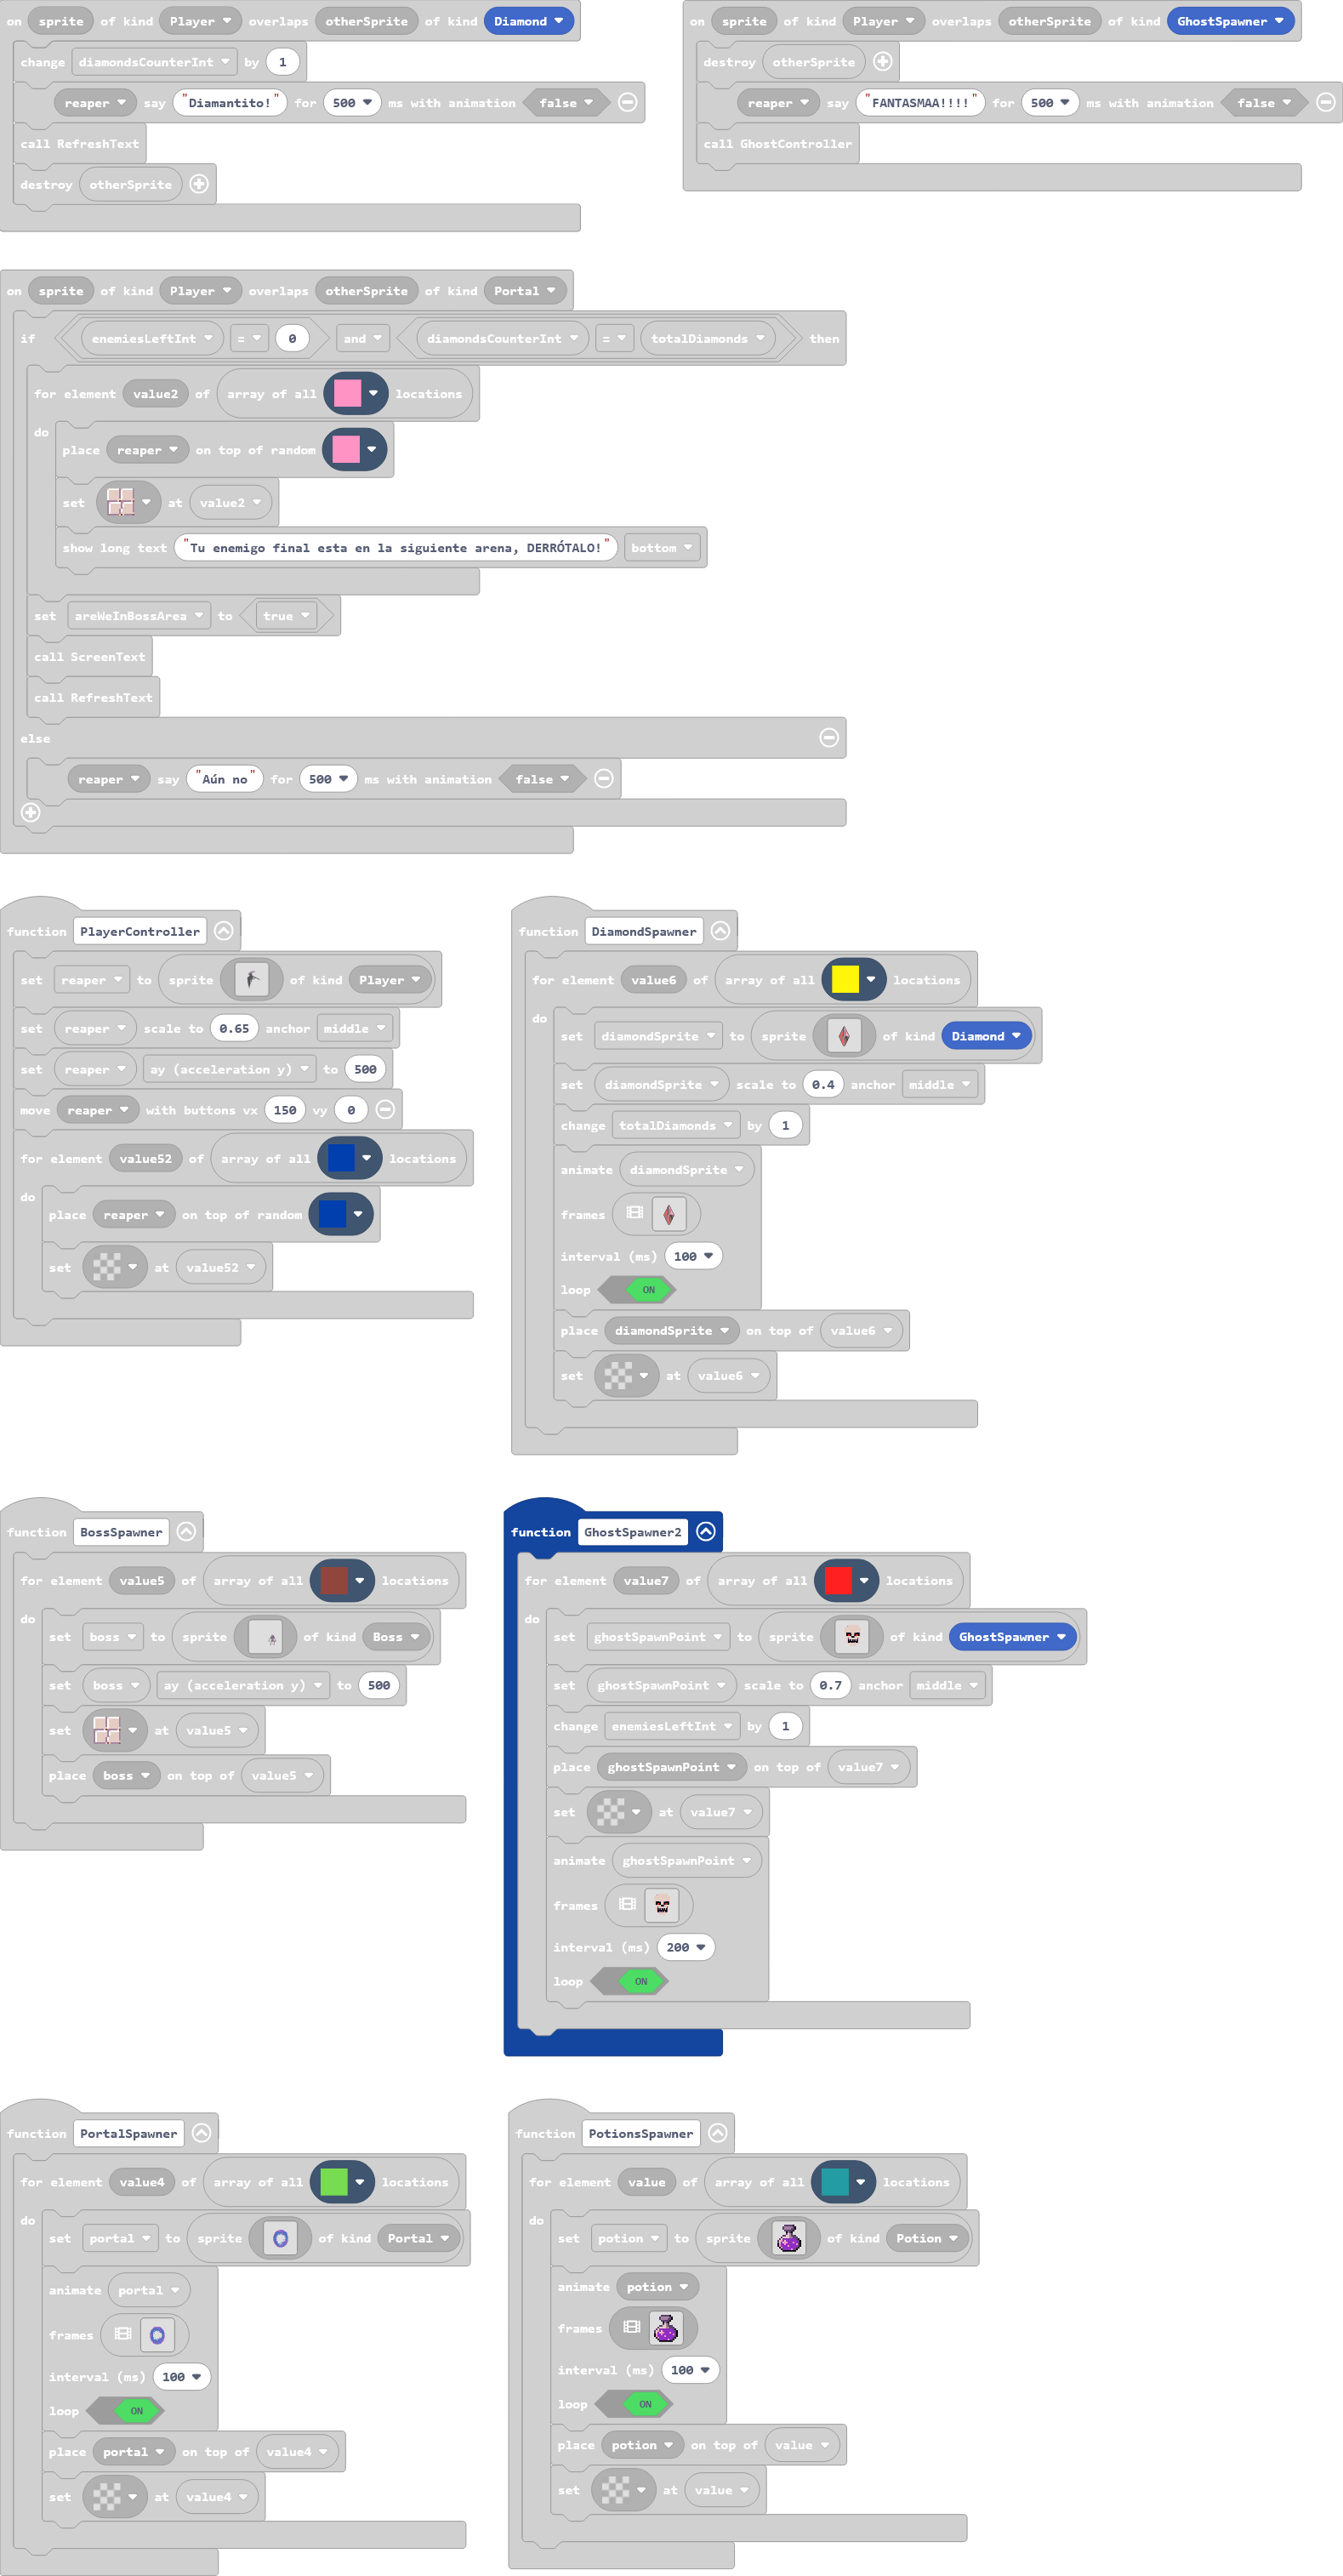 on sprite of kind Player overlaps otherSprite of kind Diamond
change diamondsCounterInt by 1
reaper say "Diamantito!" for 500 ms with animation false
call RefreshText
destroy otherSprite
on sprite of kind Player overlaps otherSprite of kind GhostSpawner
destroy otherSprite
reaper say "FANTASMAA!!!!" for 500 ms with animation false
call GhostController
on sprite of kind Player overlaps otherSprite of kind Portal
if enemiesLeftInt = 0 and diamondsCounterInt = totalDiamonds then
for element value2 of array of all locations
do
place reaper on top of random
set at value2
show long text "Tu enemigo final esta en la siguiente arena, DERRÓTALO!" bottom
set areWeInBossArea to true
call ScreenText
call RefreshText
else
reaper say "Aún no" for 500 ms with animation false
function PlayerController
set reaper to sprite of kind Player
set reaper scale to 0.65 anchor middle
set reaper ay (acceleration y) to 500
move reaper with buttons vx 150 vy 0
for element value52 of array of all locations
do
place reaper on top of random
set at value52
function DiamondSpawner
for element value6 of array of all locations
do
set diamondSprite to sprite of kind Diamond
set diamondSprite scale to 0.4 anchor middle
change totalDiamonds by 1
animate diamondSprite
frames
interval (ms) 100
loop ON
place diamondSprite on top of value6
set at value6
function BossSpawner
for element value5 of array of all locations
do
set boss to sprite of kind Boss
set boss ay (acceleration y) to 500
set at value5
place boss on top of value5
function GhostSpawner2
for element value7 of array of all locations
do
set ghostSpawnPoint to sprite of kind GhostSpawner
set ghostSpawnPoint scale to 0.7 anchor middle
change enemiesLeftInt by 1
place ghostSpawnPoint on top of value7
set at value7
animate ghostSpawnPoint
frames
interval (ms) 200
loop ON
function PortalSpawner
for element value4 of array of all locations
do
set portal to sprite of kind Portal
animate portal
frames
interval (ms) 100
loop ON
place portal on top of value4
set at value4
function PotionsSpawner
for element value of array of all locations
do
set potion to sprite of kind Potion
animate potion
frames
interval (ms) 100
loop ON
place potion on top of value
set at value